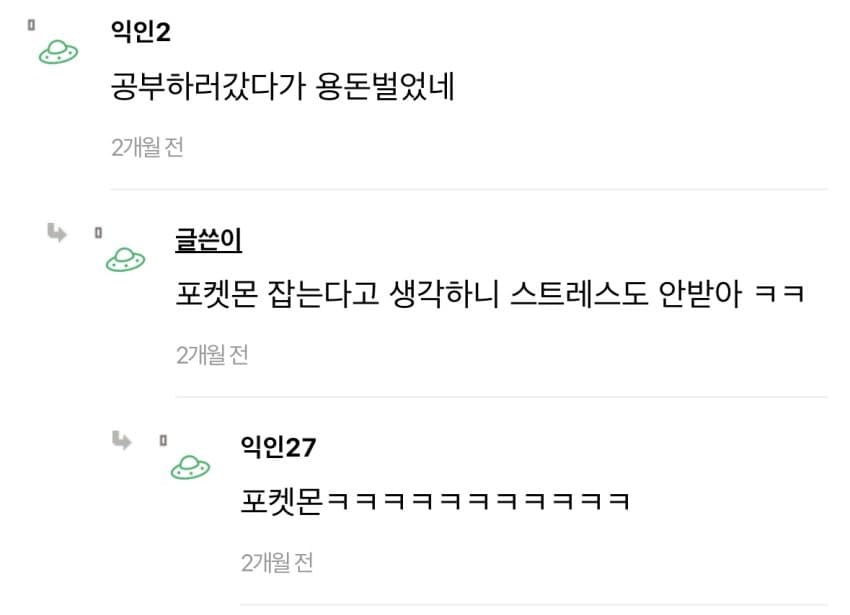 익인2
공부하러갔다가 용돈벌었네
2개월 전
글쓴이
포켓몬 잡는다고 생각하니 스트레스도 안받아 ㅋㅋ
2개월 전
익인27
포켓몬ㅋㅋㅋㅋㅋㅋㅋㅋㅋㅋㅋ
2개월 전